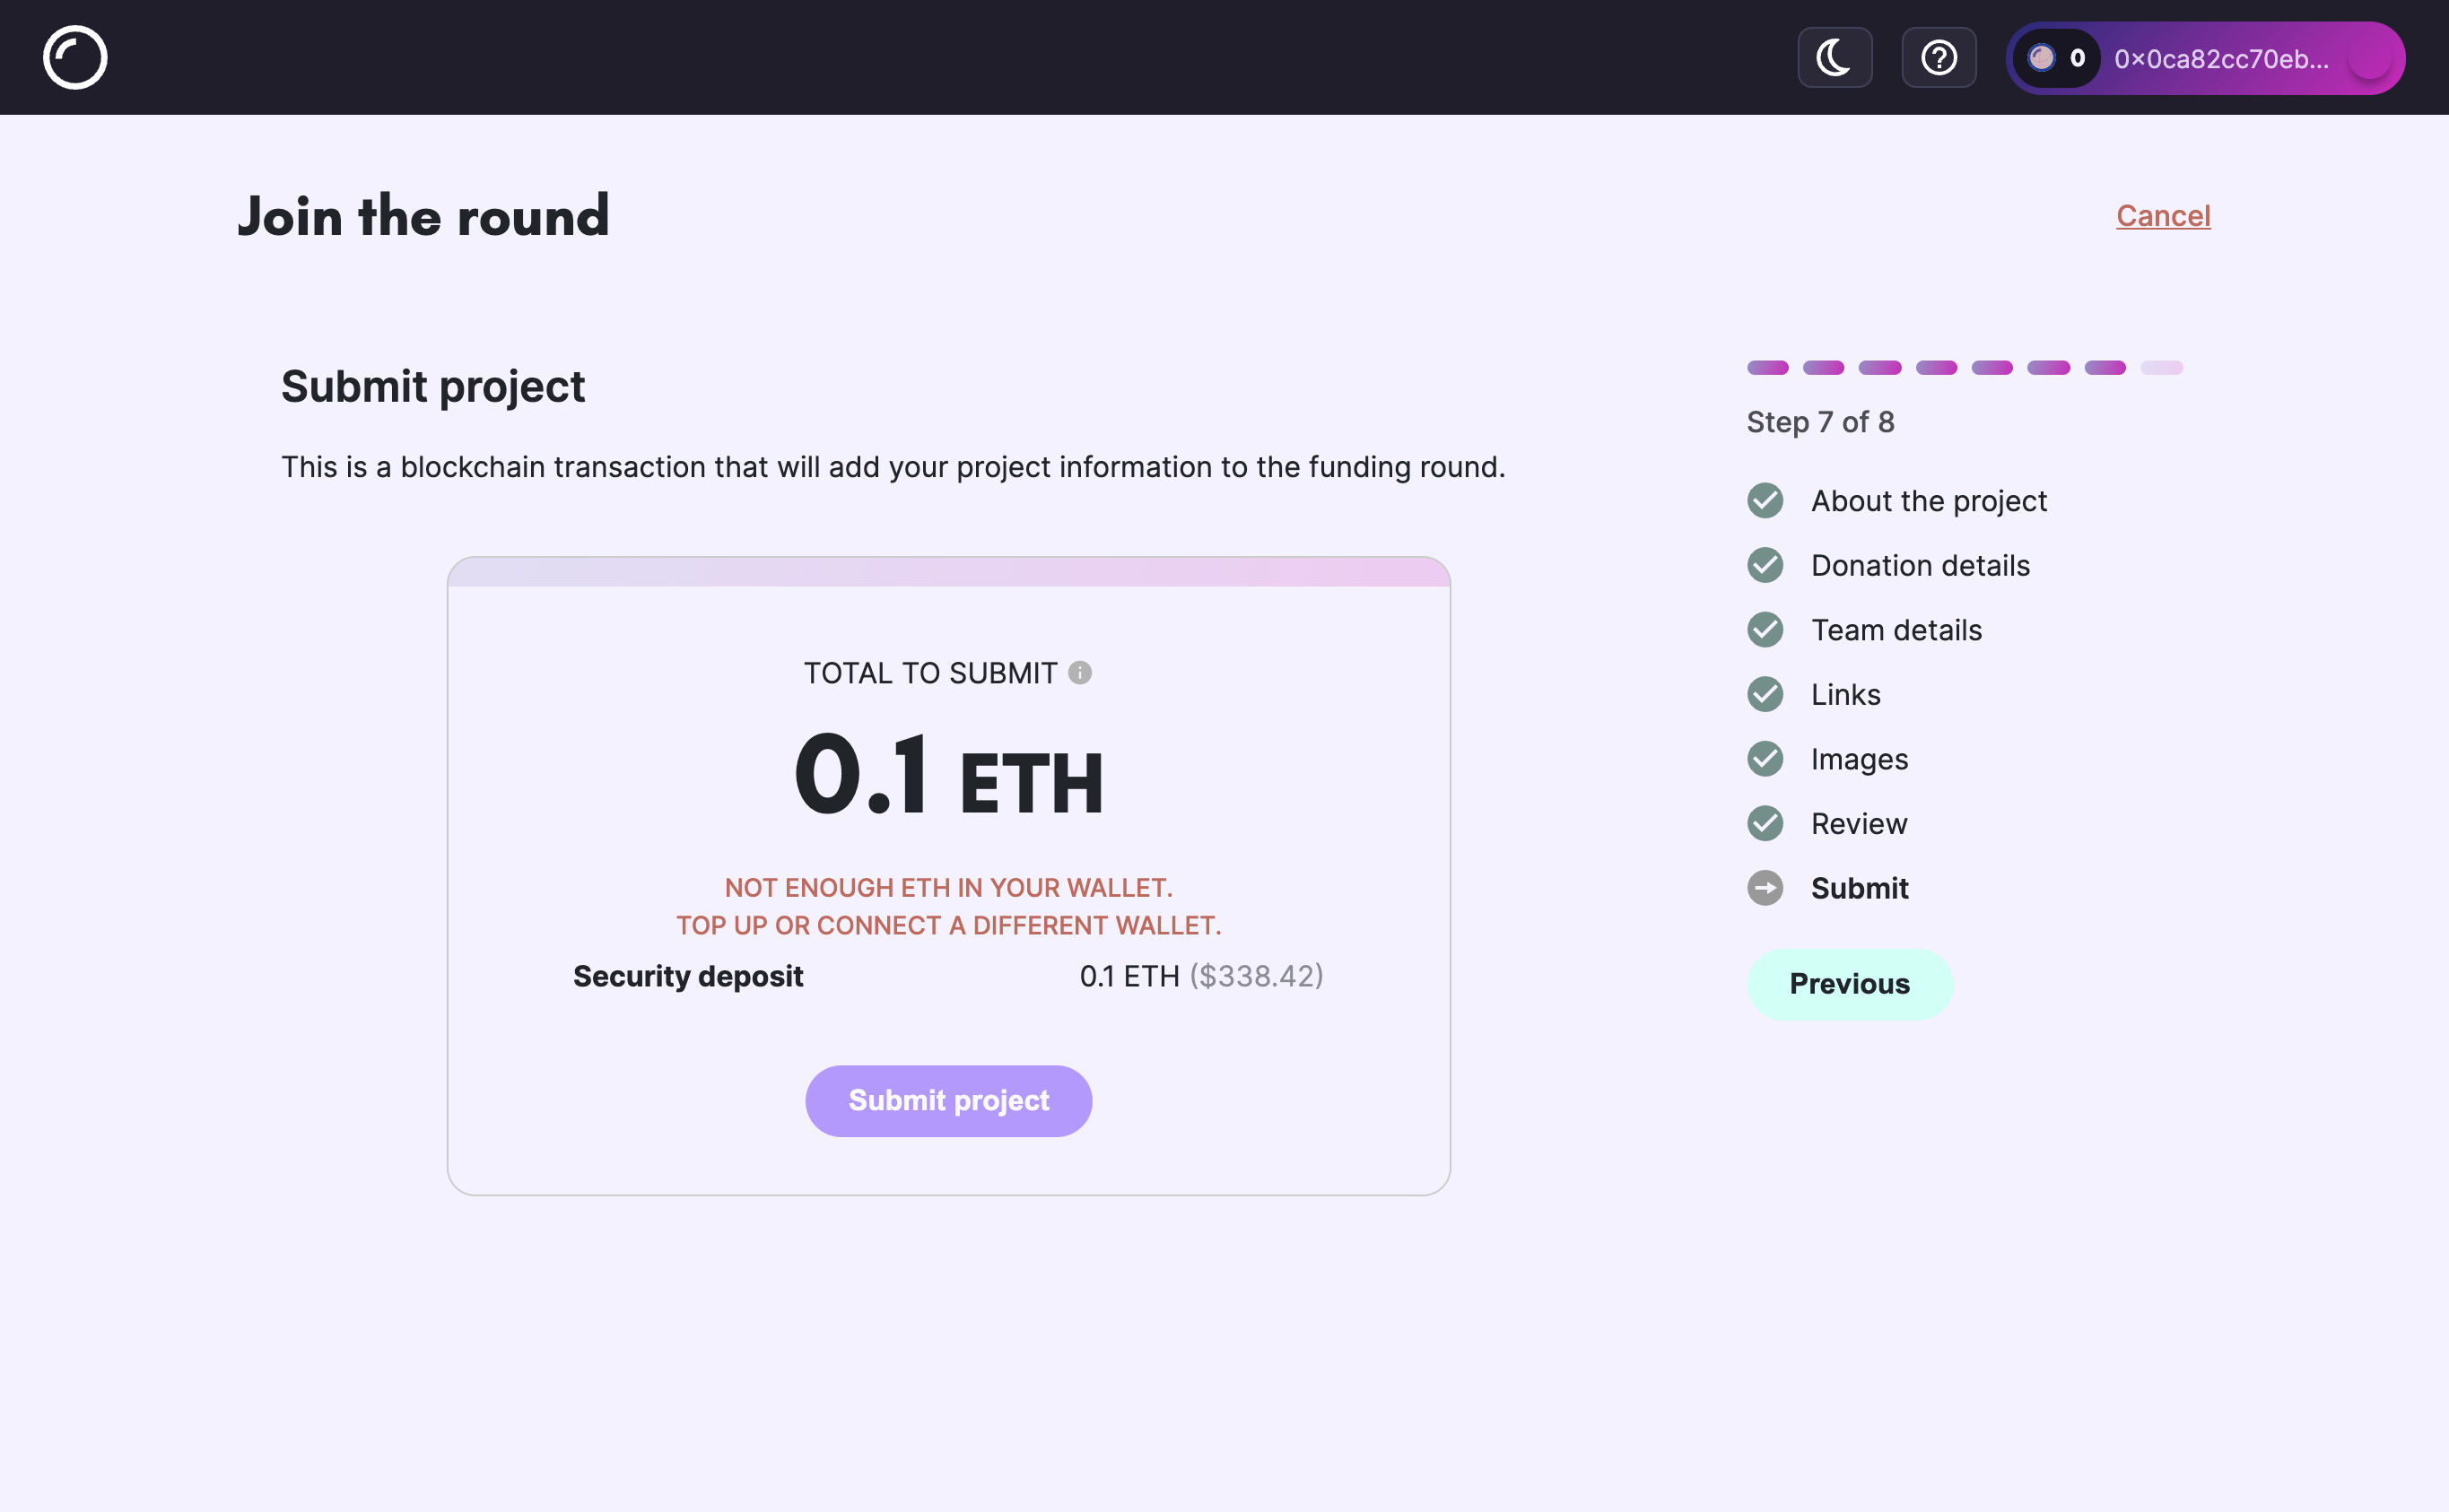 0 0×0ca82cc70eb...
Join the round
Cancel
Submit project
This is a blockchain transaction that will add your project information to the funding round.
TOTAL TO SUBMIT
0.1 ETH
NOT ENOUGH ETH IN YOUR WALLET.
TOP UP OR CONNECT A DIFFERENT WALLET.
Security deposit 0.1 ETH ($338.42)
Submit project
Step 7 of 8
About the project
Donation details
Team details
Links
Images
Review
Submit
Previous